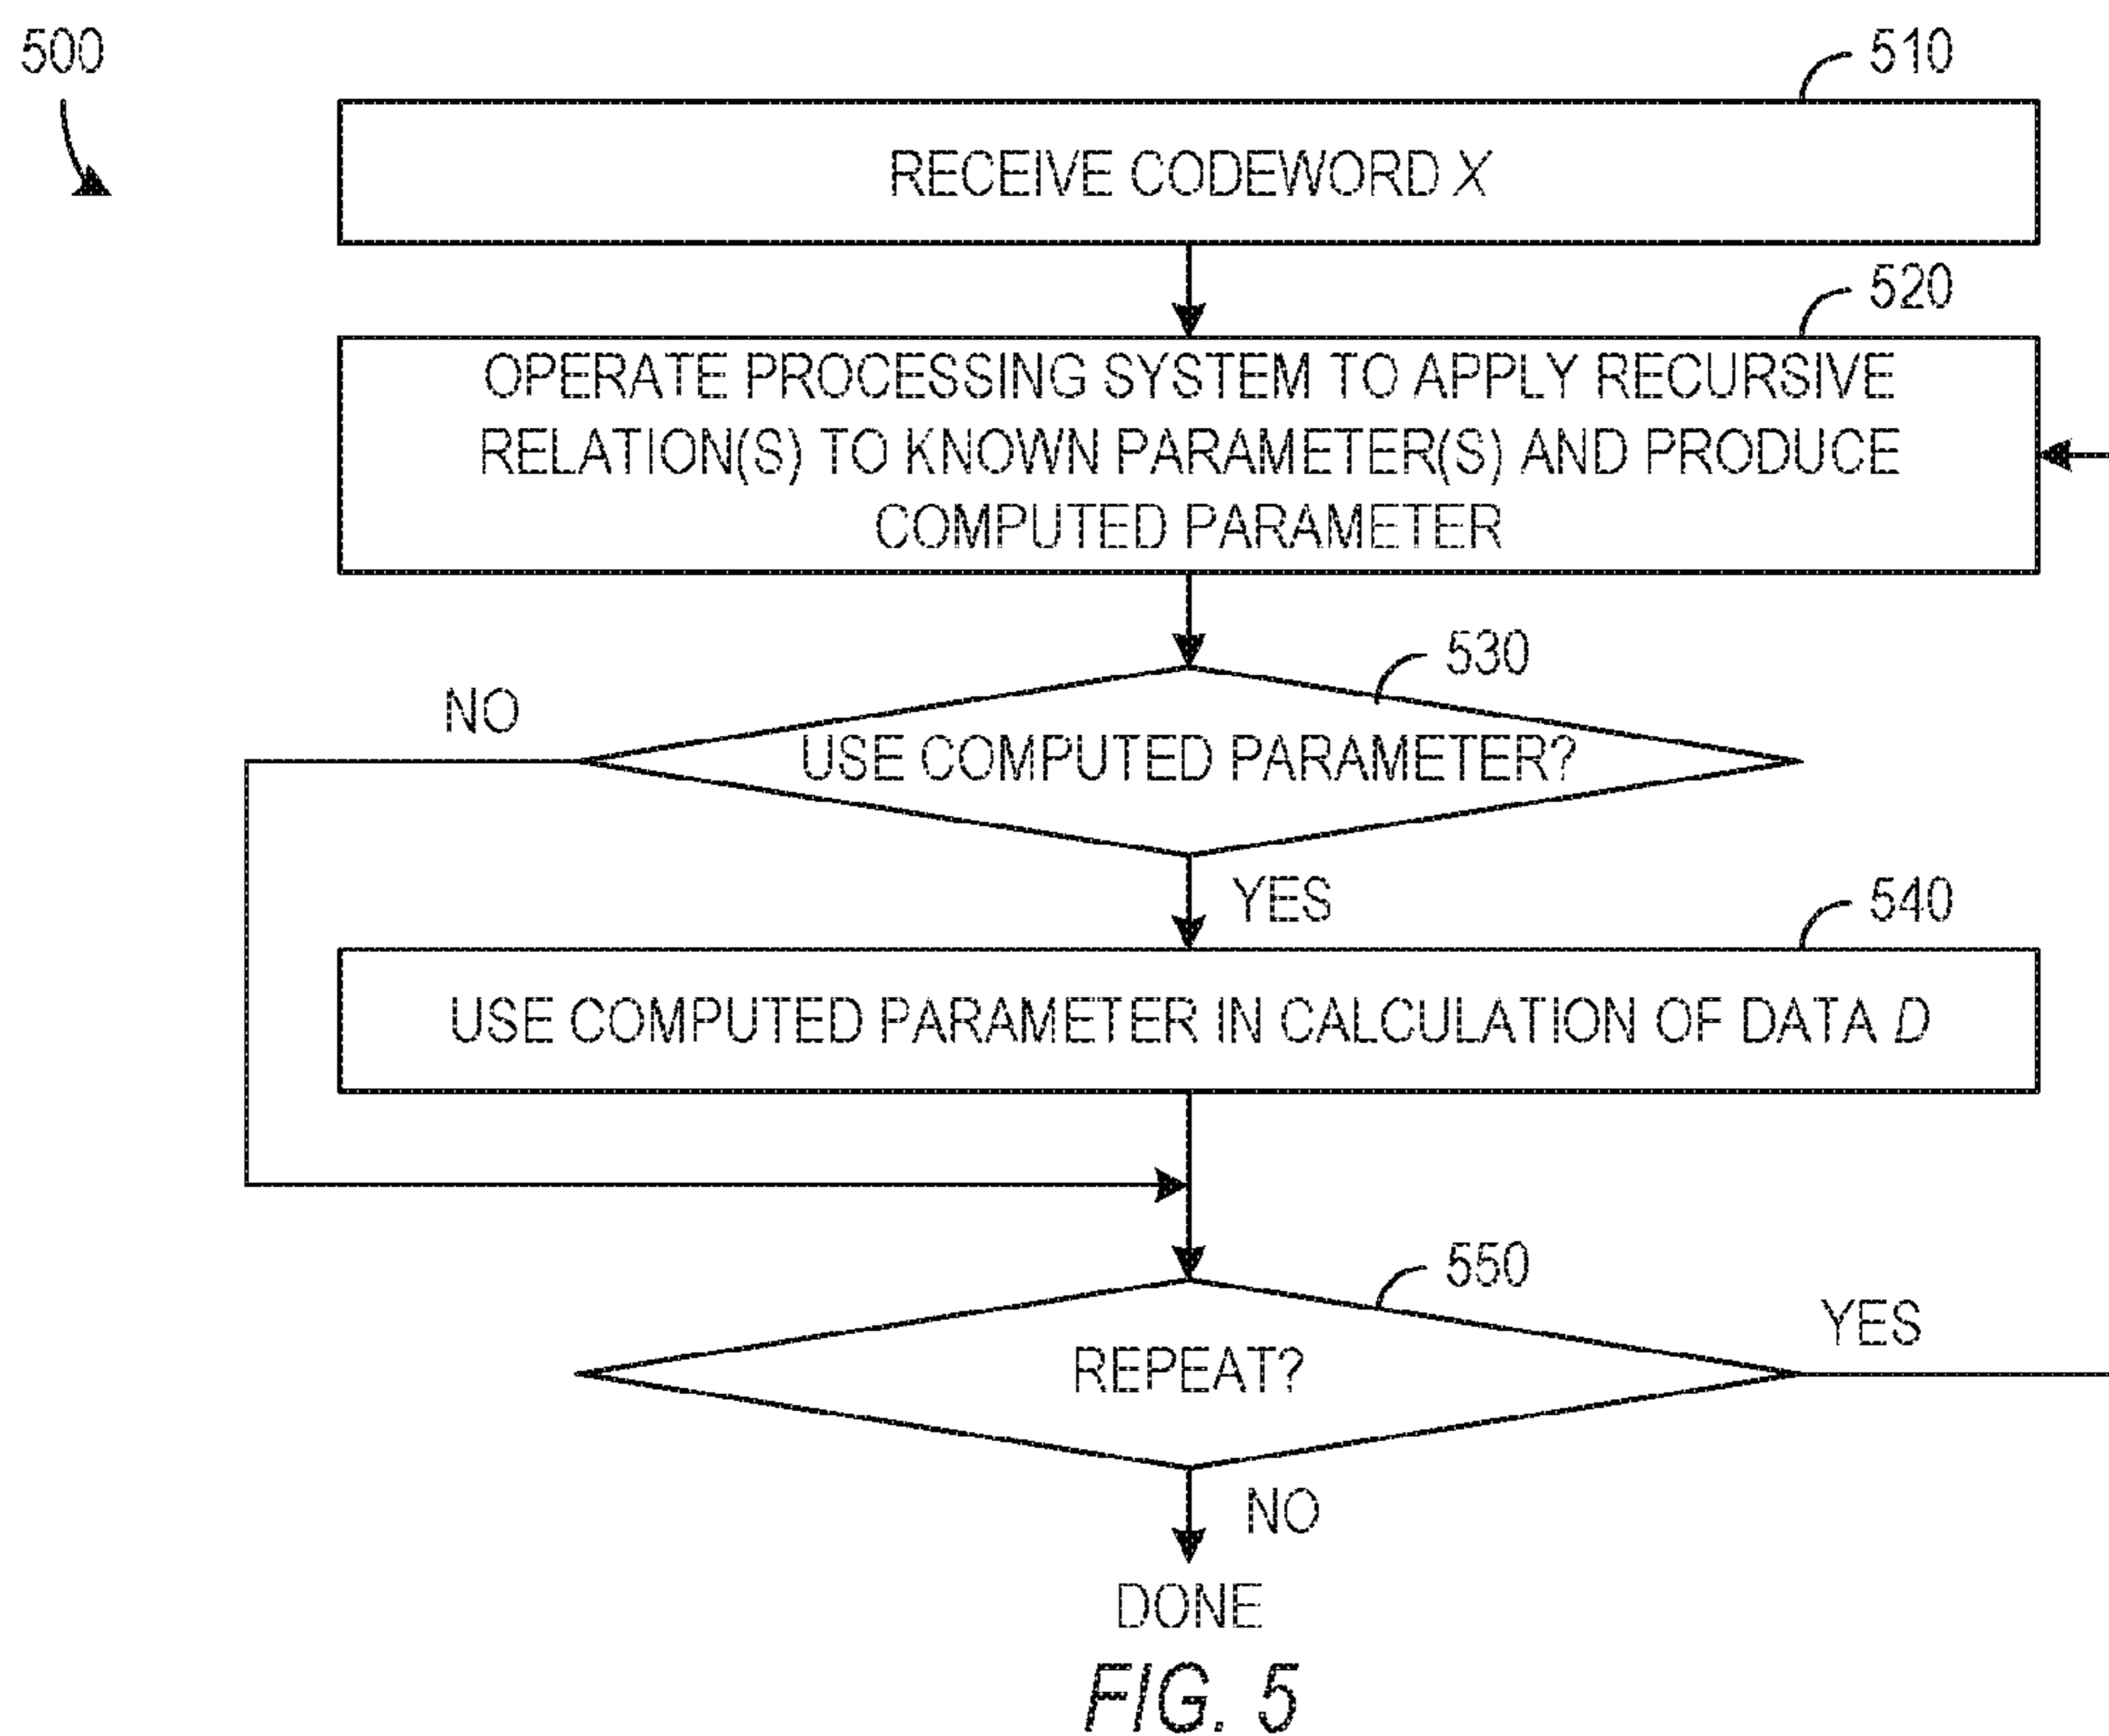 500
510
RECEIVE CODEWORD X
520
OPERATE PROCESSING SYSTEM TO APPLY RECURSIVE
RELATION(S) TO KNOWN PARAMETER(S) AND PRODUCE
COMPUTED PARAMETER
530
NO
USE COMPUTED PARAMETER?
YES
540
USE COMPUTED PARAMETER IN CALCULATION OF DATA D
550
YES
REPEAT?
NO
DONE
FIG. 5